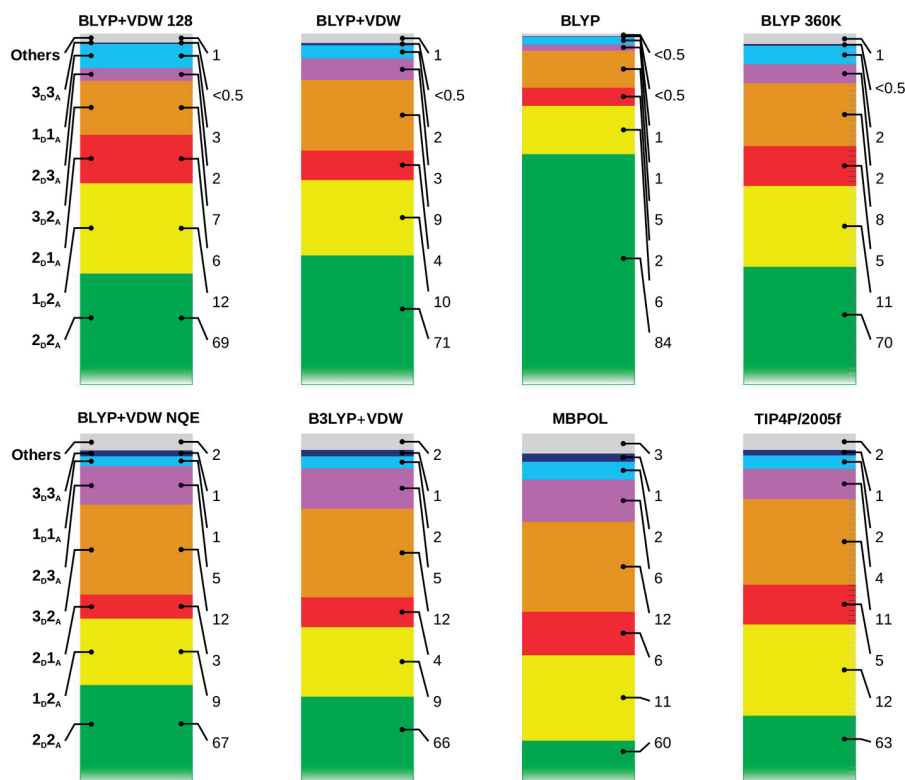 BLYP+VDW 128
BLYP+VDW
BLYP
BLYP 360K
Others
3D3A
1D1A
2D3A
3D2A
2D1A
1D2A
2D2A
1
<0.5
3
2
7
6
12
69
1
<0.5
2
3
9
4
10
71
<0.5
<0.5
1
1
5
2
6
84
1
<0.5
2
2
8
5
11
70
BLYP+VDW NQE
B3LYP+VDW
MBPOL
TIP4P/2005f
Others
3D3A
1D1A
2D3A
3D2A
2D1A
1D2A
2D2A
2
1
1
5
12
3
9
67
2
1
2
5
12
4
9
66
3
1
2
6
12
6
11
60
2
1
2
4
11
5
12
63